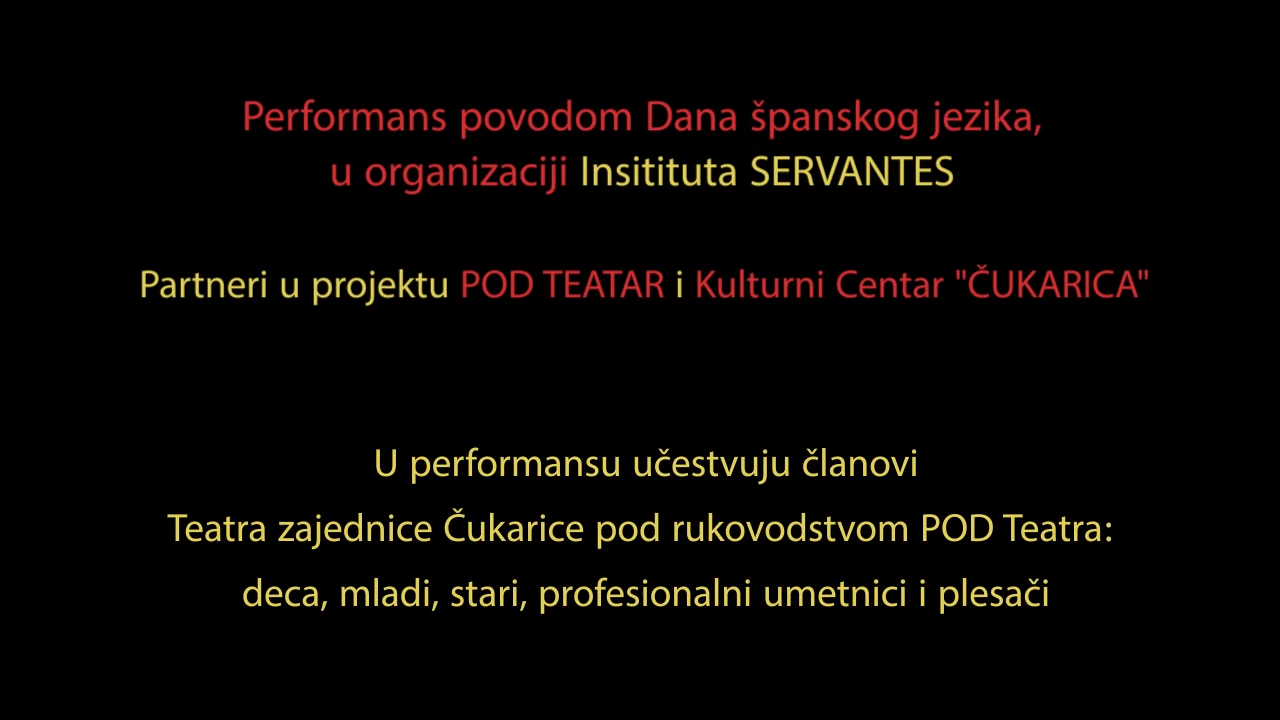 Performans povodom Dana španskog jezika,
u organizaciji Insitituta SERVANTES
Partneri u projektu POD TEATAR i Kulturni Centar "ČUKARICA"
U performansu učestvuju članovi
Teatra zajednice Čukarice pod rukovodstvom POD Teatra:
deca, mladi, stari, profesionalni umetnici i plesači